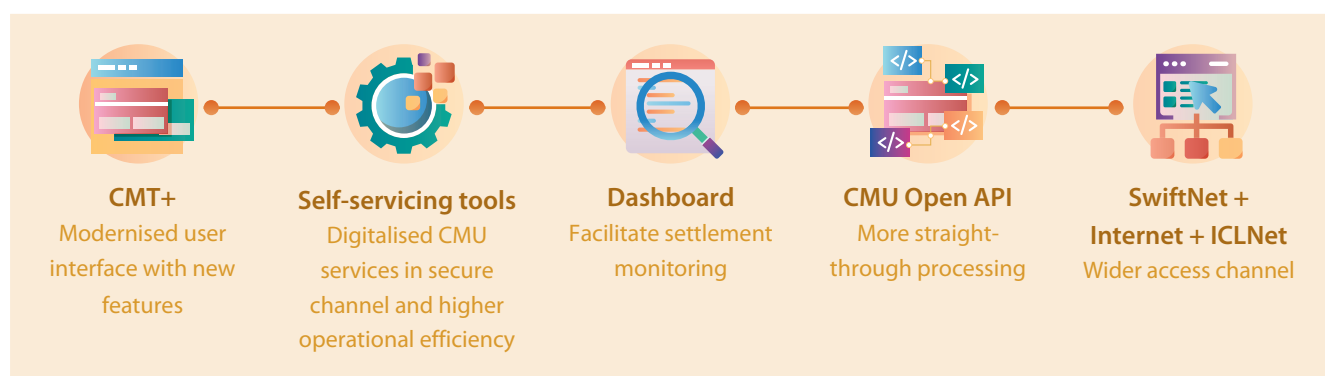 </>
</>
</>
</>
CMT+
Modernised user
interface with new
features
Self-servicing tools
Digitalised CMU
services in secure
channel and higher
operational efficiency
Dashboard
Facilitate settlement
monitoring
CMU Open API
More straight-
through processing
SwiftNet +
Internet + ICLNet
Wider access channel